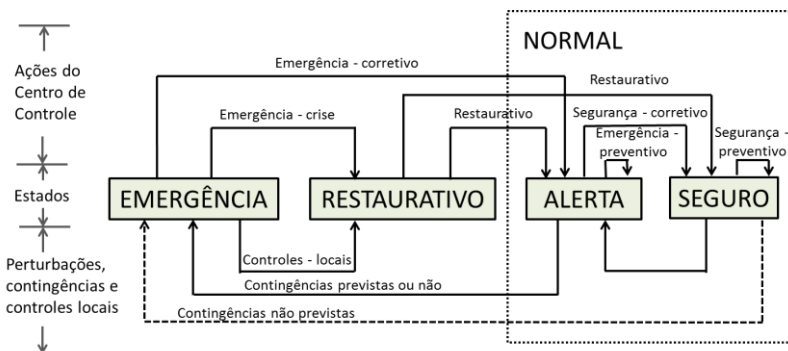 NORMAL
Ações do
Centro de
Controle
Emergência - corretivo
Restaurativo
Emergência - crise
Restaurativo
Segurança - corretivo
Emergência -
preventivo
Segurança -
preventivo
Estados
EMERGÊNCIA
RESTAURATIVO
ALERTA
SEGURO
Perturbações,
contingências e
controles locais
Controles - locais
Contingências previstas ou não
Contingências não previstas